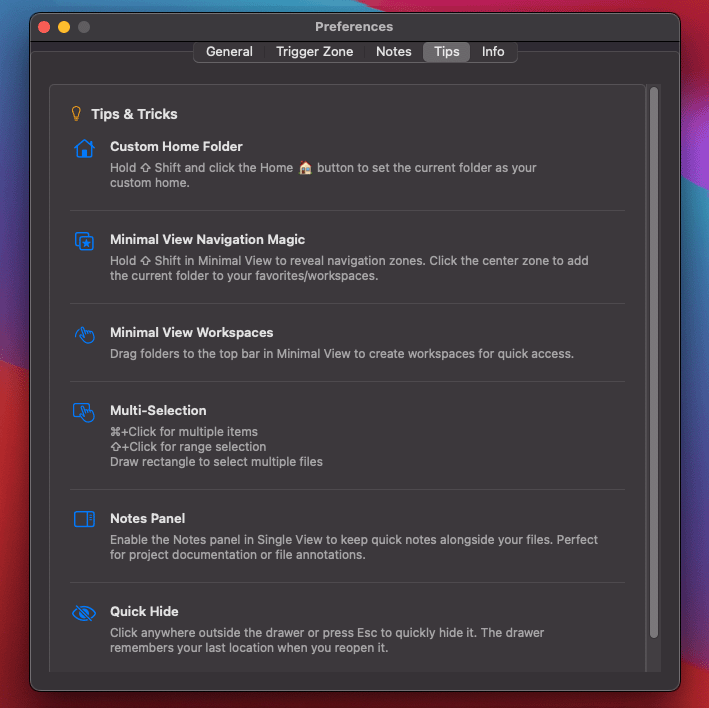 Preferences
General Trigger Zone Notes Tips Info
Tips & Tricks
Custom Home Folder
Hold ⇧ Shift and click the Home 🏠 button to set the current folder as your
custom home.
Minimal View Navigation Magic
Hold ⇧ Shift in Minimal View to reveal navigation zones. Click the center zone to add
the current folder to your favorites/workspaces.
Minimal View Workspaces
Drag folders to the top bar in Minimal View to create workspaces for quick access.
Multi-Selection
⌘+Click for multiple items
⇧+Click for range selection
Draw rectangle to select multiple files
Notes Panel
Enable the Notes panel in Single View to keep quick notes alongside your files. Perfect
for project documentation or file annotations.
Quick Hide
Click anywhere outside the drawer or press Esc to quickly hide it. The drawer
remembers your last location when you reopen it.